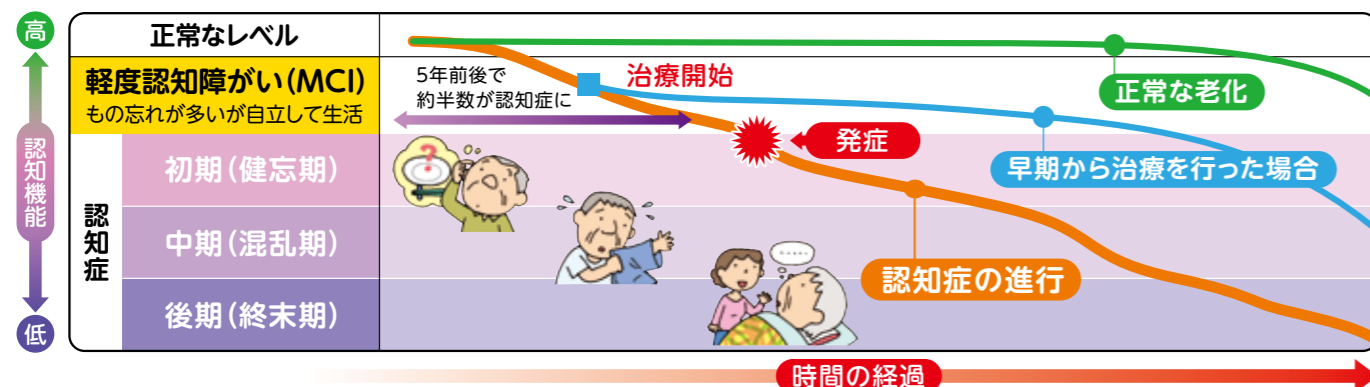 高
認知機能
低
正常なレベル
軽度認知障がい(MCI)
もの忘れが多いが自立して生活
認知症
初期(健忘期)
中期(混乱期)
後期(終末期)
5年前後で
約半数が認知症に
治療開始
発症
正常な老化
早期から治療を行った場合
認知症の進行
?
……
時間の経過